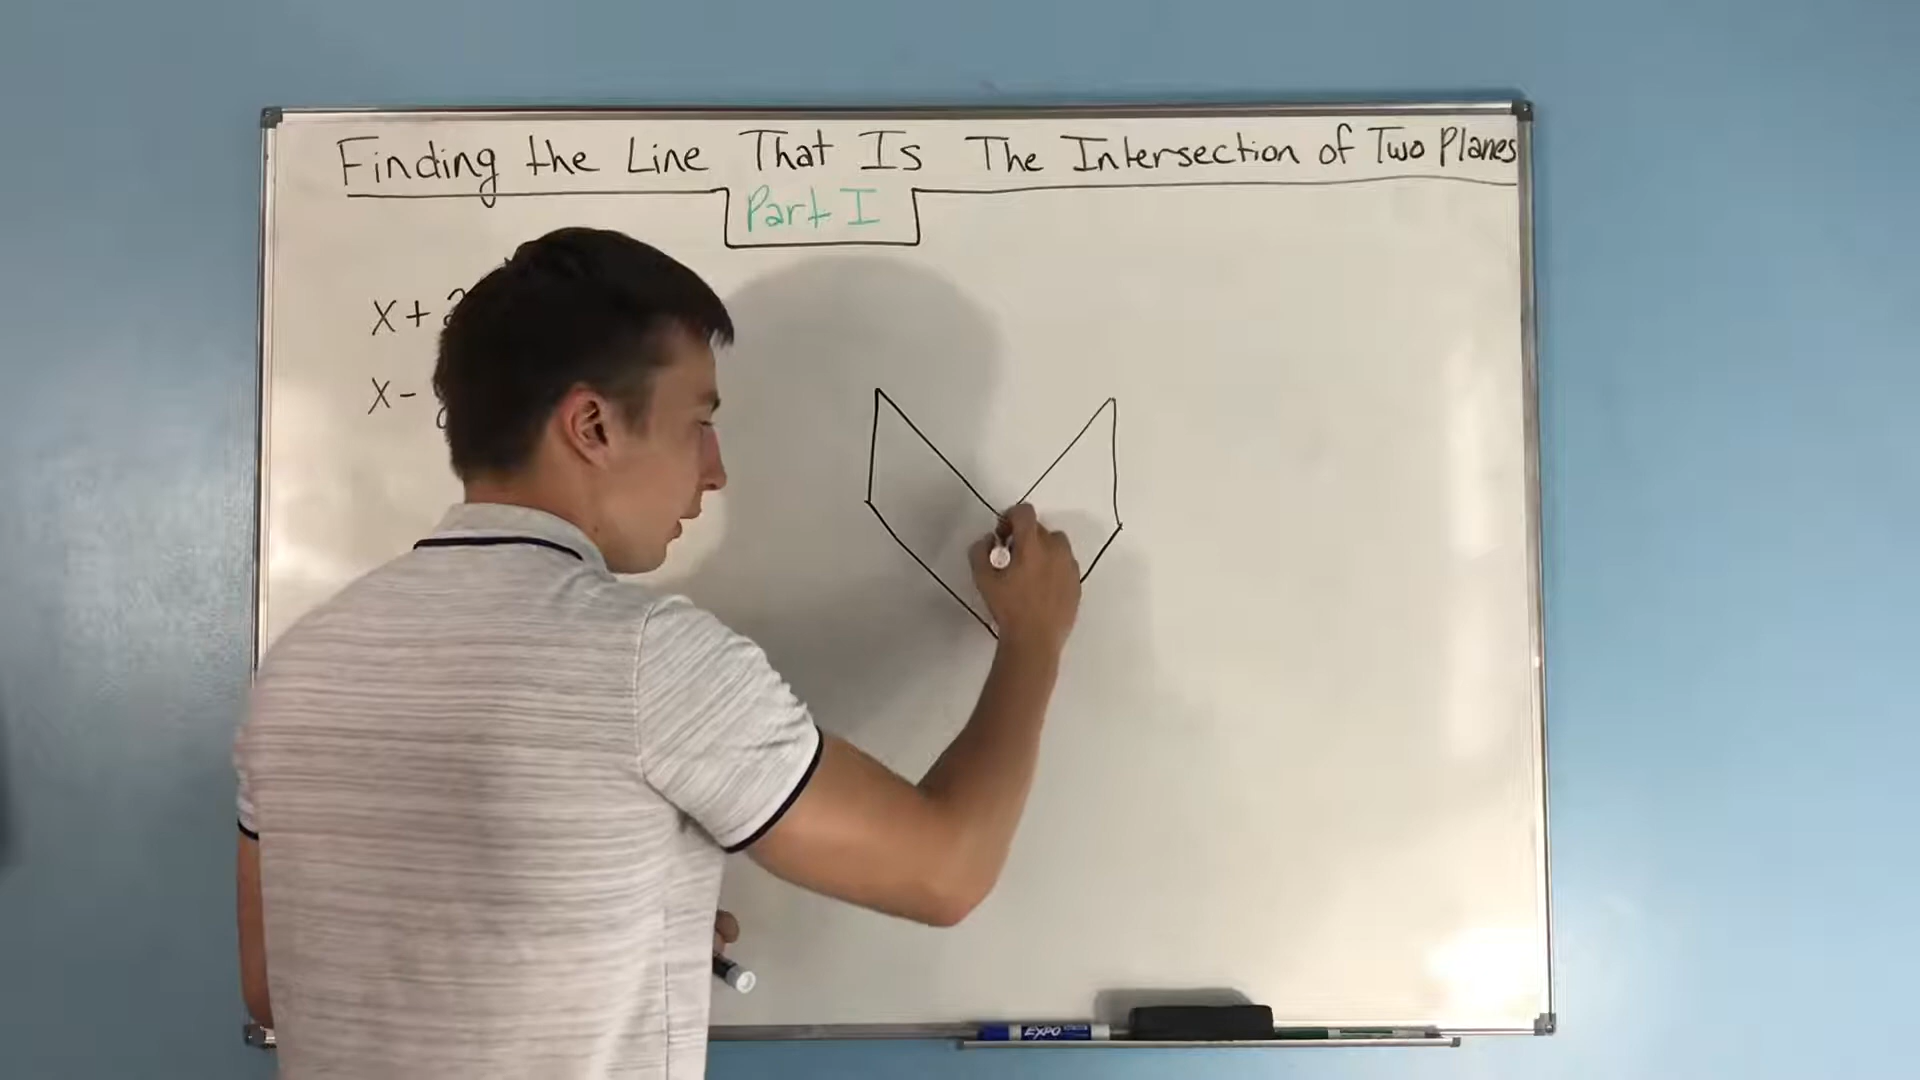 Finding the Line That Is The Intersection of Two Planes
Part I
x +
x -
EXPO